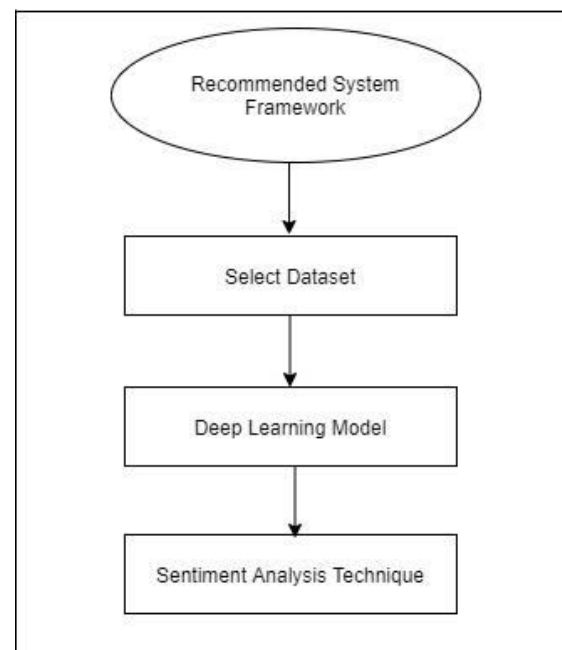 Recommended System
Framework
Select Dataset
Deep Learning Model
Sentiment Analysis Technique